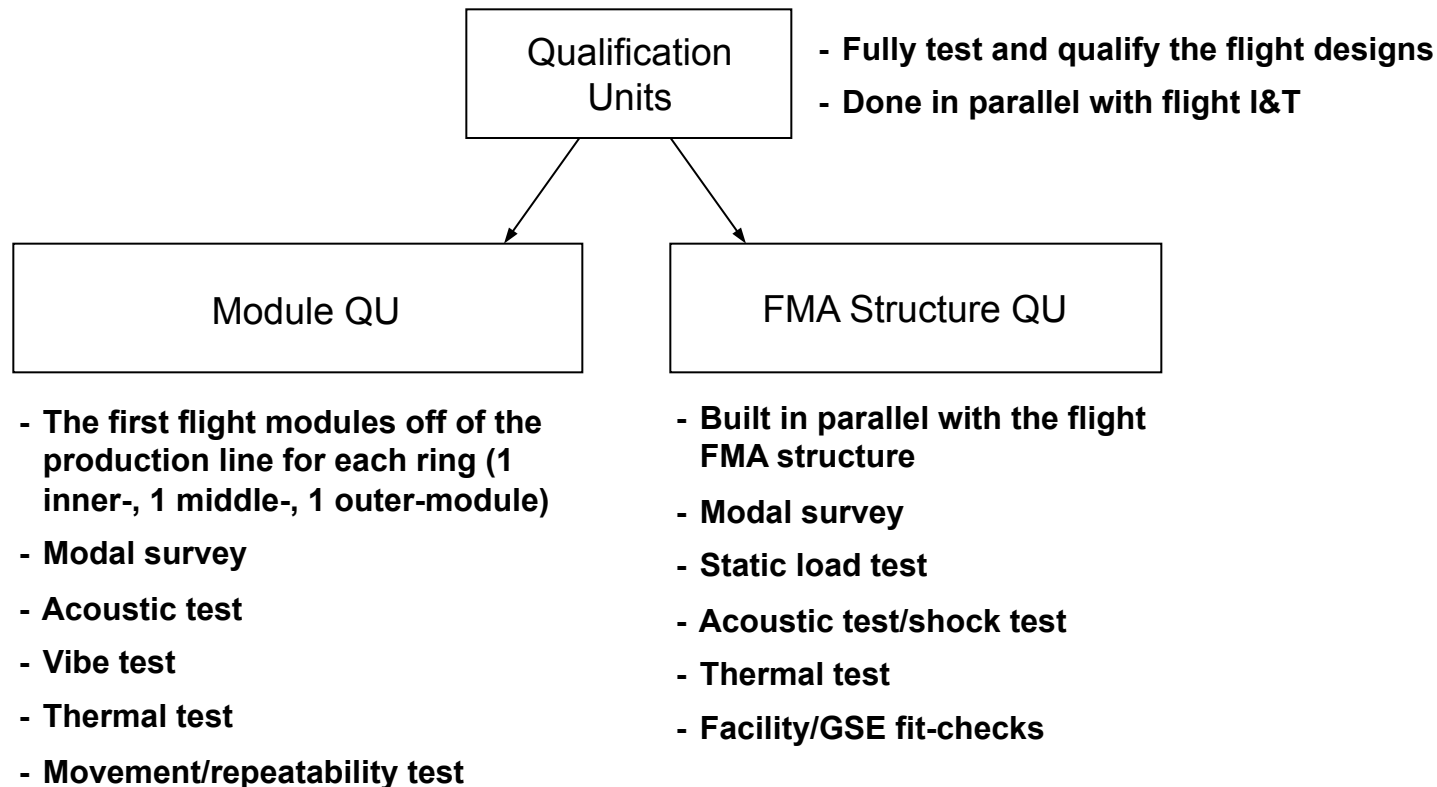 Qualification
Units
- Fully test and qualify the flight designs
- Done in parallel with flight I&T
Module QU
- The first flight modules off of the
production line for each ring (1
inner-, 1 middle-, 1 outer-module)
- Modal survey
- Acoustic test
- Vibe test
- Thermal test
- Movement/repeatability test
FMA Structure QU
- Built in parallel with the flight
FMA structure
- Modal survey
- Static load test
- Acoustic test/shock test
- Thermal test
- Facility/GSE fit-checks